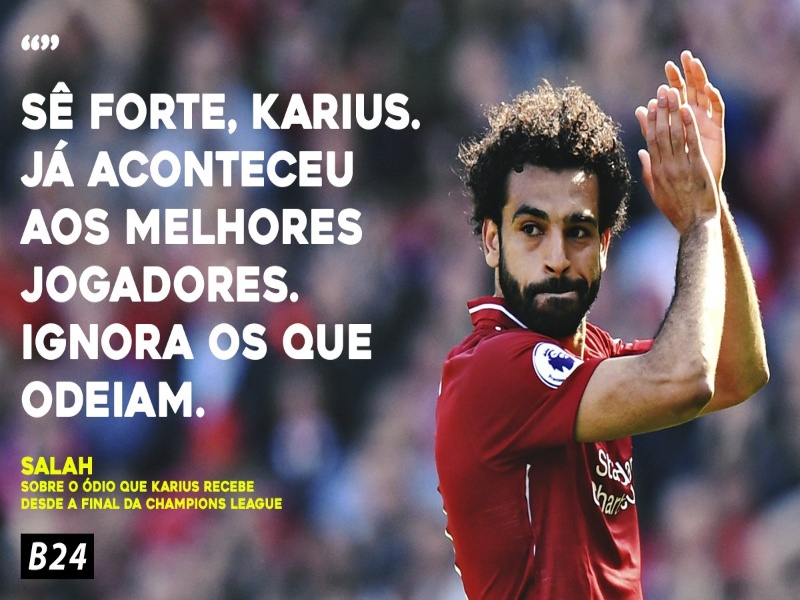 “”
SÊ FORTE, KARIUS.
JÁ ACONTECEU
AOS MELHORES
JOGADORES.
IGNORA OS QUE
ODEIAM.
SALAH
SOBRE O ÓDIO QUE KARIUS RECEBE
DESDE A FINAL DA CHAMPIONS LEAGUE
B24